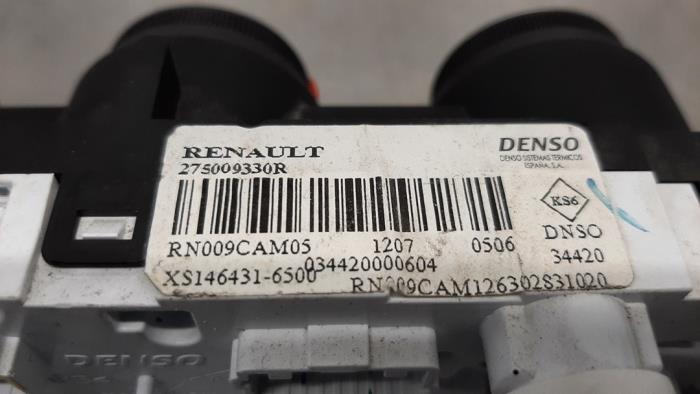 RENAULT
275009330R
DENSO
DENSO SISTEMAS TERMICOS
ESPAÑA, S.A.
KS6
RN009CAM05 1207 0506 DNSO
034420000604 34420
XS146431-6500
RN009CAM126302831020
DENSO